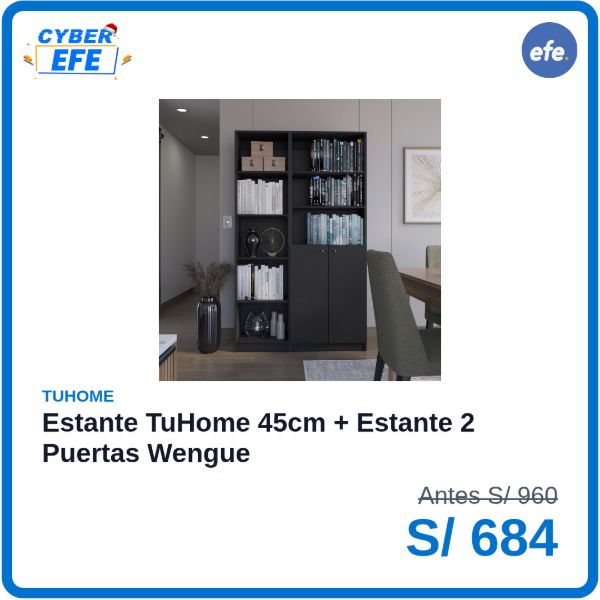 CYBER
EFE
efe.
TUHOME
Estante TuHome 45cm + Estante 2
Puertas Wengue
Antes S/ 960
S/ 684